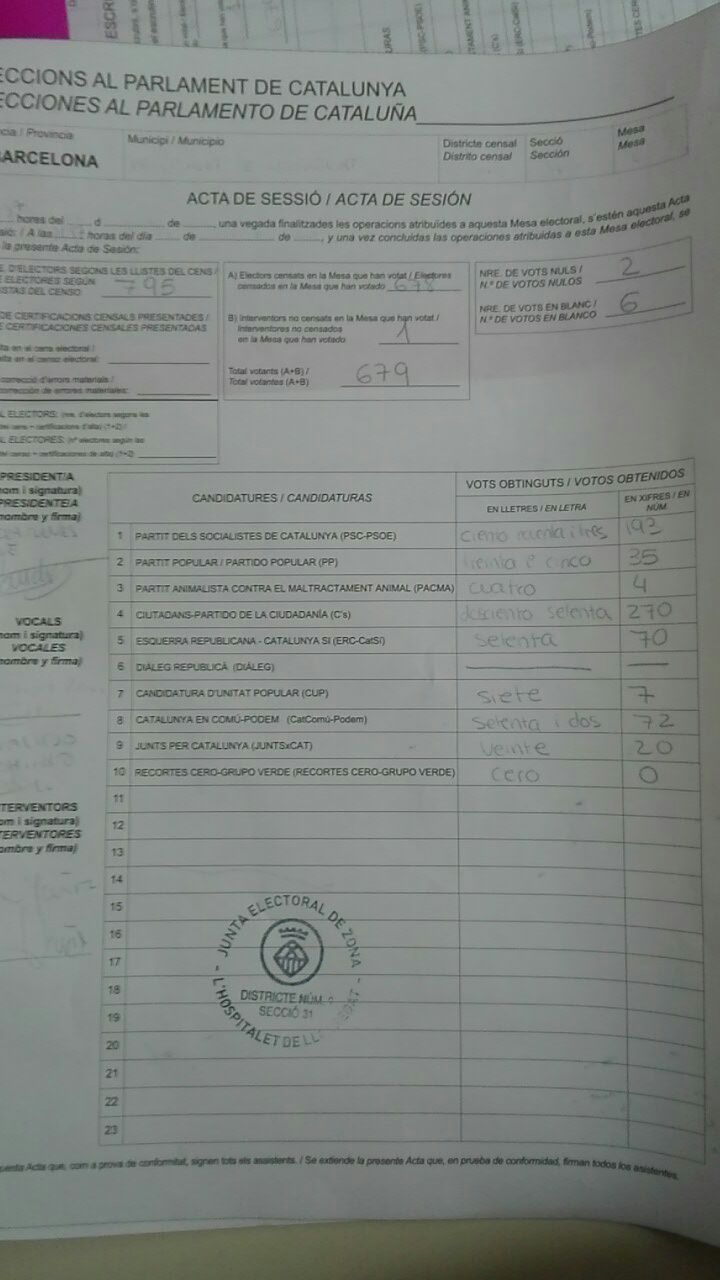 ECCIONS AL PARLAMENT DE CATALUNYA
ECCIONES AL PARLAMENTO DE CATALUÑA
cia / Provincia
BARCELONA
Municipi / Municipio
Districte censal
Distrito censal
Secció
Sección
Mesa
Mesa
ACTA DE SESSIÓ / ACTA DE SESIÓN
hores del d de , una vegada finalitzades les operacions atribuïdes a aquesta Mesa electoral, s'estén aquesta Acta
sió: / A las horas del día de de , y una vez concluidas las operaciones atribuidas a esta Mesa electoral, se
la presente Acta de Sesión:
E. D'ELECTORS SEGONS LES LLISTES DEL CENS /
ELECTORES SEGÚN
ISTAS DEL CENSO 795
DE CERTIFICACIONS CENSALS PRESENTADES /
E CERTIFICACIONES CENSALES PRESENTADAS
lta en el cens electoral /
alta en el censo electoral:
correcció d'errors materials /
corrección de errores materiales:
L ELECTORS: (nre. d'electors segons les
del cens + certificacions d'alta) (1+2) /
L ELECTORES: (nº electores según las
del censo + certificaciones de alta) (1+2)
A) Electors censats en la Mesa que han votat / Electores
censados en la Mesa que han votado 678
B) Interventors no censats en la Mesa que han votat /
Interventores no censados
en la Mesa que han votado 1
Total votants (A+B) /
Total votantes (A+B) 679
NRE. DE VOTS NULS /
N.º DE VOTOS NULOS 2
NRE. DE VOTS EN BLANC /
N.º DE VOTOS EN BLANCO 6
PRESIDENT/A
nom i signatura)
PRESIDENTE/A
nombre y firma)
VOCALS
nom i signatura)
VOCALES
nombre y firma)
TERVENTORS
om i signatura)
TERVENTORES
ombre y firma)
CANDIDATURES / CANDIDATURAS
VOTS OBTINGUTS / VOTOS OBTENIDOS
EN LLETRES / EN LETRA
EN XIFRES / EN NÚM.
1 PARTIT DELS SOCIALISTES DE CATALUNYA (PSC-PSOE) ciento i tres 193
2 PARTIT POPULAR / PARTIDO POPULAR (PP) treinta e cinco 35
3 PARTIT ANIMALISTA CONTRA EL MALTRACTAMENT ANIMAL (PACMA) cuatro 4
4 CIUTADANS-PARTIDO DE LA CIUDADANÍA (C's) dosciento setenta 270
5 ESQUERRA REPUBLICANA - CATALUNYA SÍ (ERC-CatSí) setenta 70
6 DIÀLEG REPUBLICÀ (DIÀLEG)
7 CANDIDATURA D'UNITAT POPULAR (CUP) siete 7
8 CATALUNYA EN COMÚ-PODEM (CatComú-Podem) setenta i dos 72
9 JUNTS PER CATALUNYA (JUNTSxCAT) veinte 20
10 RECORTES CERO-GRUPO VERDE (RECORTES CERO-GRUPO VERDE) cero 0
11
12
13
14
15
16
17
18
19
20
21
22
23
JUNTA ELECTORAL DE ZONA
DISTRICTE NÚM.
SECCIÓ 31
L'HOSPITALET DE LL
uesta Acta que, com a prova de conformitat, signen tots els assistents. / Se extiende la presente Acta que, en prueba de conformidad, firman todos los asistentes.